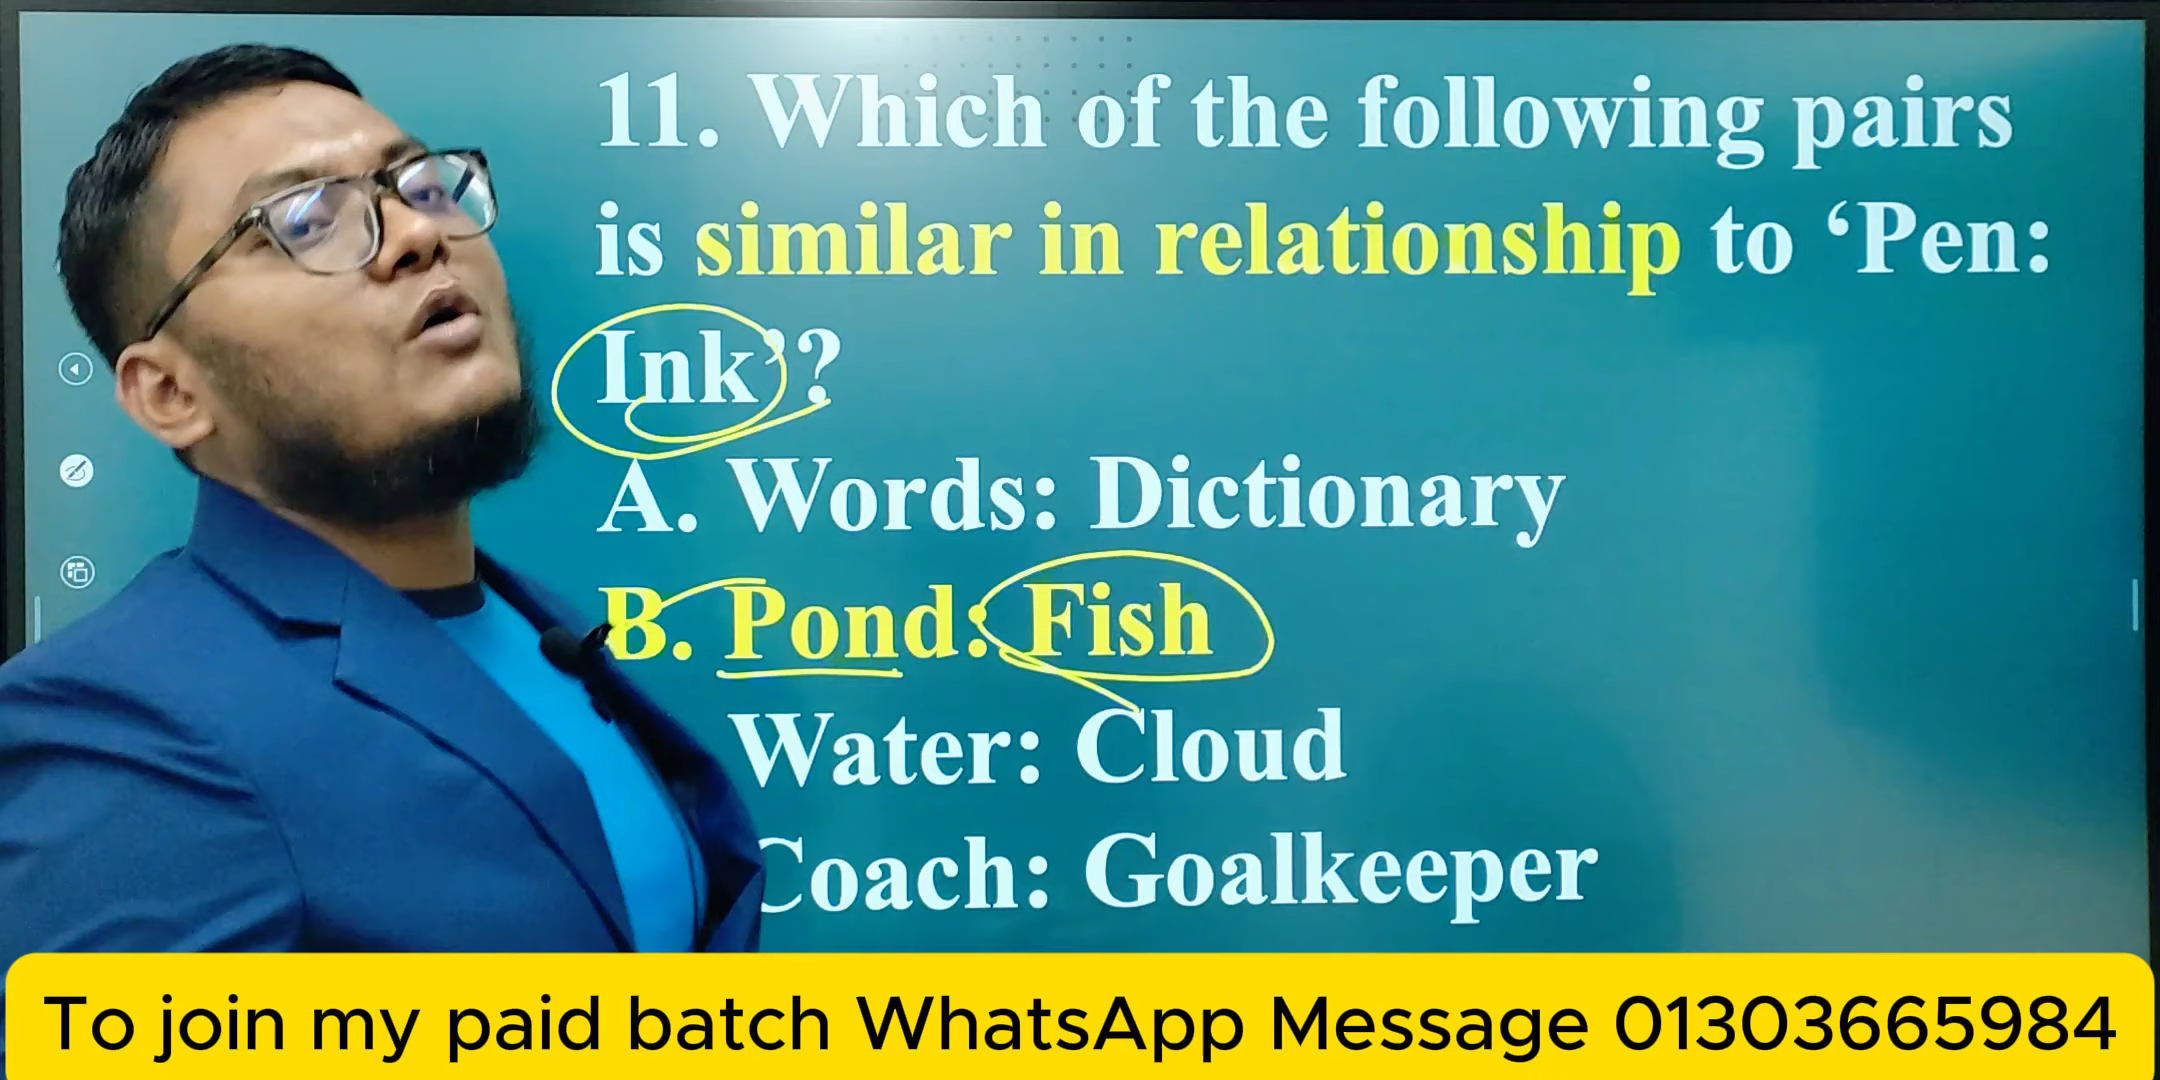 11. Which of the following pairs
is similar in relationship to ‘Pen:
Ink’?
A. Words: Dictionary
B. Pond: Fish
Water: Cloud
Coach: Goalkeeper
To join my paid batch WhatsApp Message 01303665984